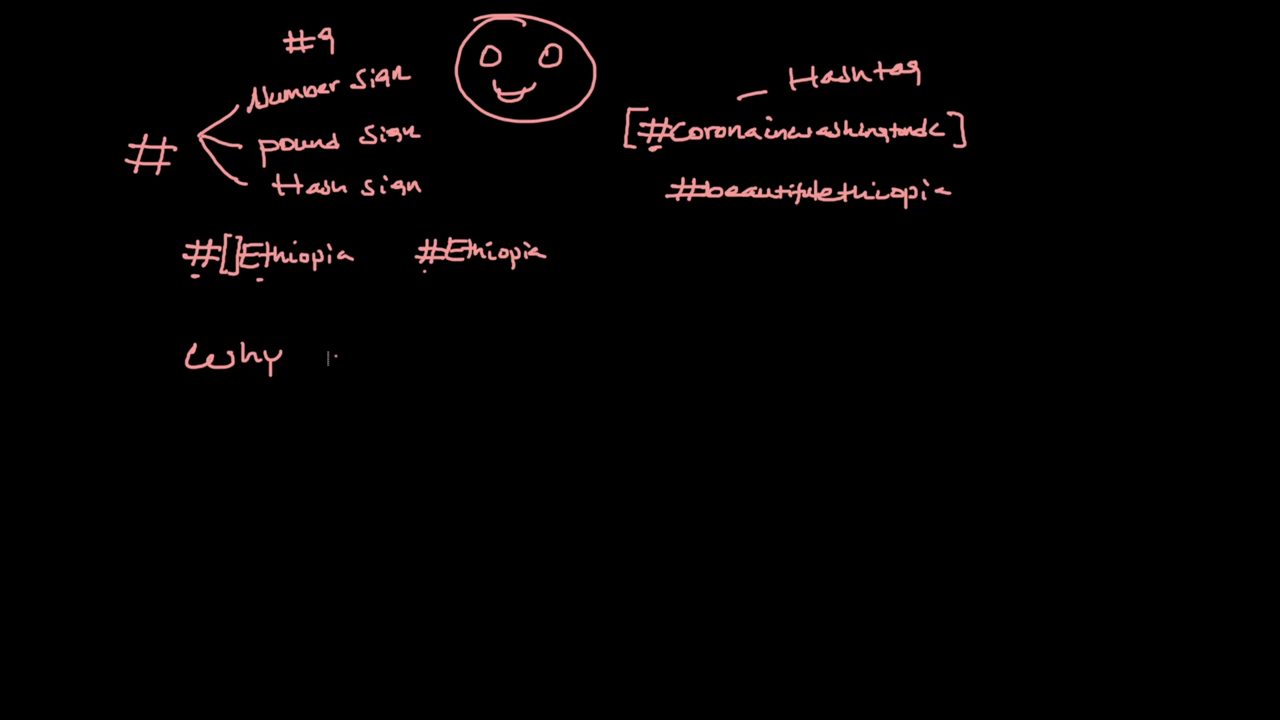 #9
Number sign
# pound sign
Hash sign
Hashtag
[#Coronainwashingtondc]
#beautifulethiopia
#[]Ethiopia #Ethiopia
Why